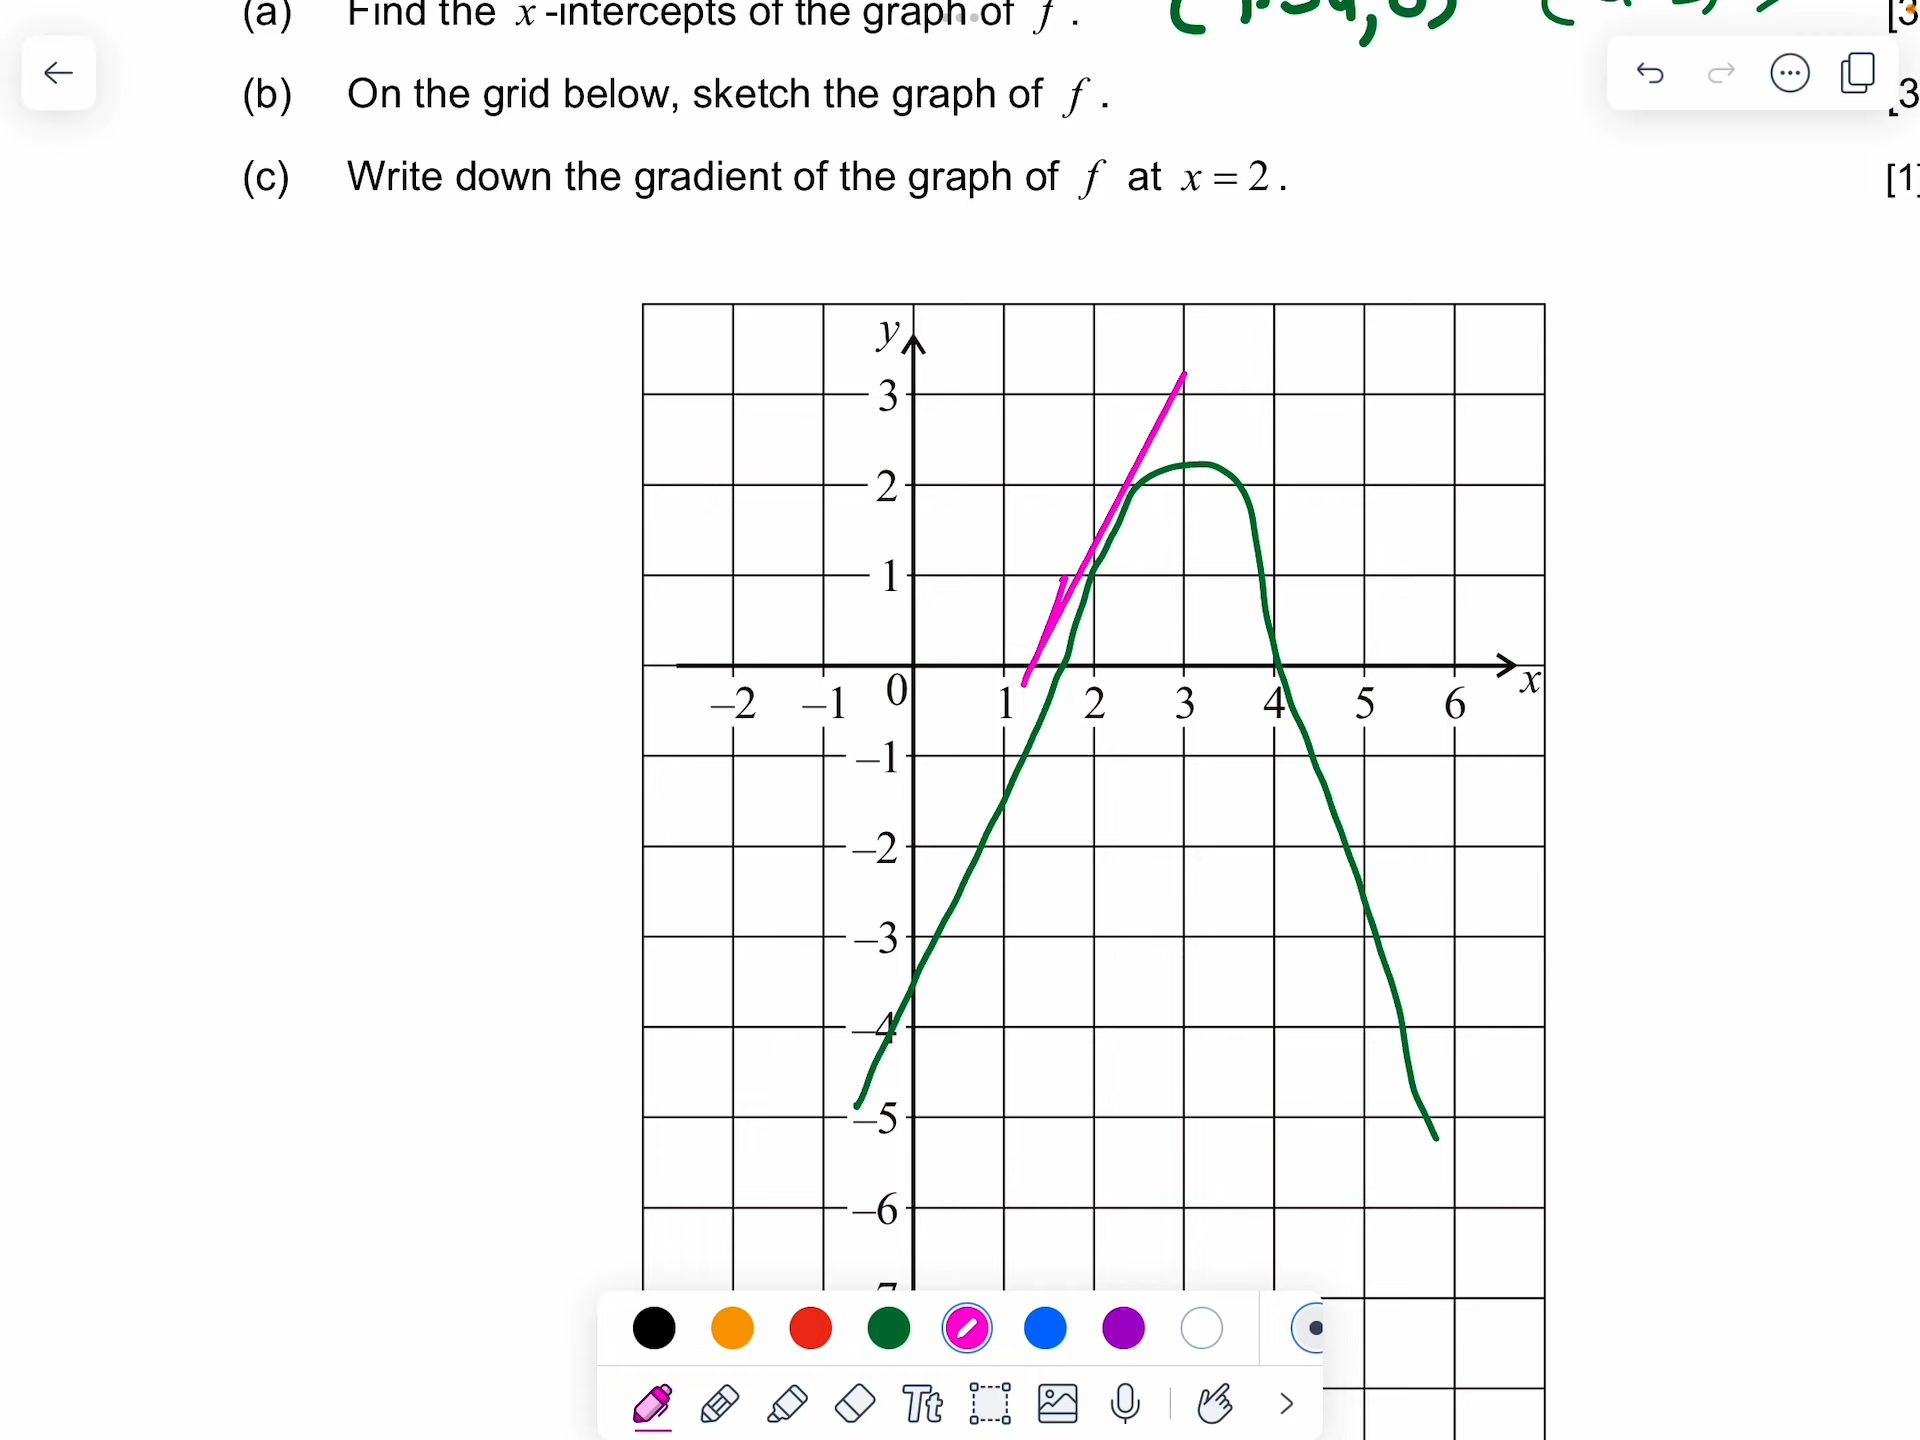 (a) Find the x-intercepts of the graph of f.
(b) On the grid below, sketch the graph of f.
(c) Write down the gradient of the graph of f at x = 2. [1]
y
3
2
1
0
–2 –1 1 2 3 4 5 6 x
–1
–2
–3
–4
–5
–6
Tt